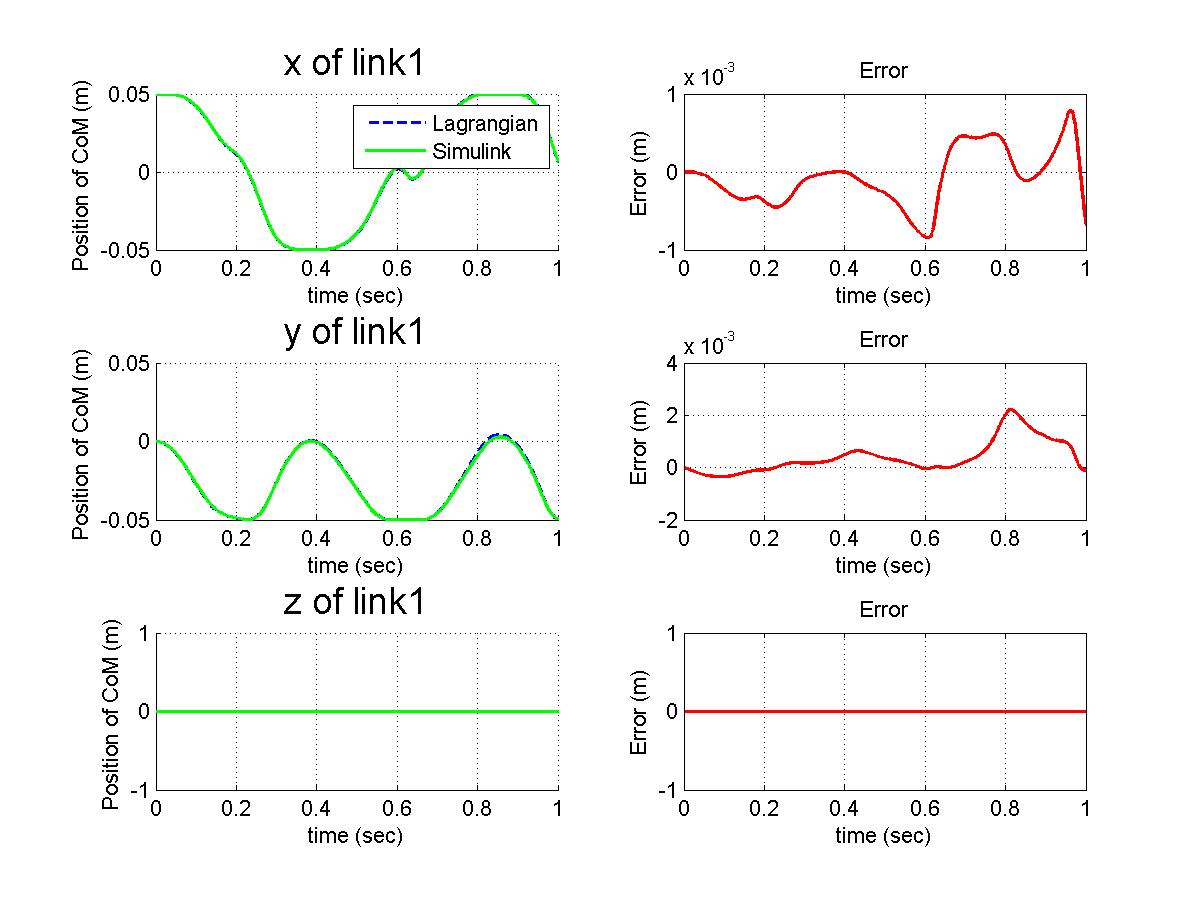 x of link1
Position of CoM (m)
0.05
0
-0.05
0 0.2 0.4 0.6 0.8 1
time (sec)
Lagrangian
Simulink
Error
x 10-3
Error (m)
1
0
-1
0 0.2 0.4 0.6 0.8 1
time (sec)
y of link1
Position of CoM (m)
0.05
0
-0.05
0 0.2 0.4 0.6 0.8 1
time (sec)
Error
x 10-3
Error (m)
4
2
0
-2
0 0.2 0.4 0.6 0.8 1
time (sec)
z of link1
Position of CoM (m)
1
0
-1
0 0.2 0.4 0.6 0.8 1
time (sec)
Error
Error (m)
1
0
-1
0 0.2 0.4 0.6 0.8 1
time (sec)